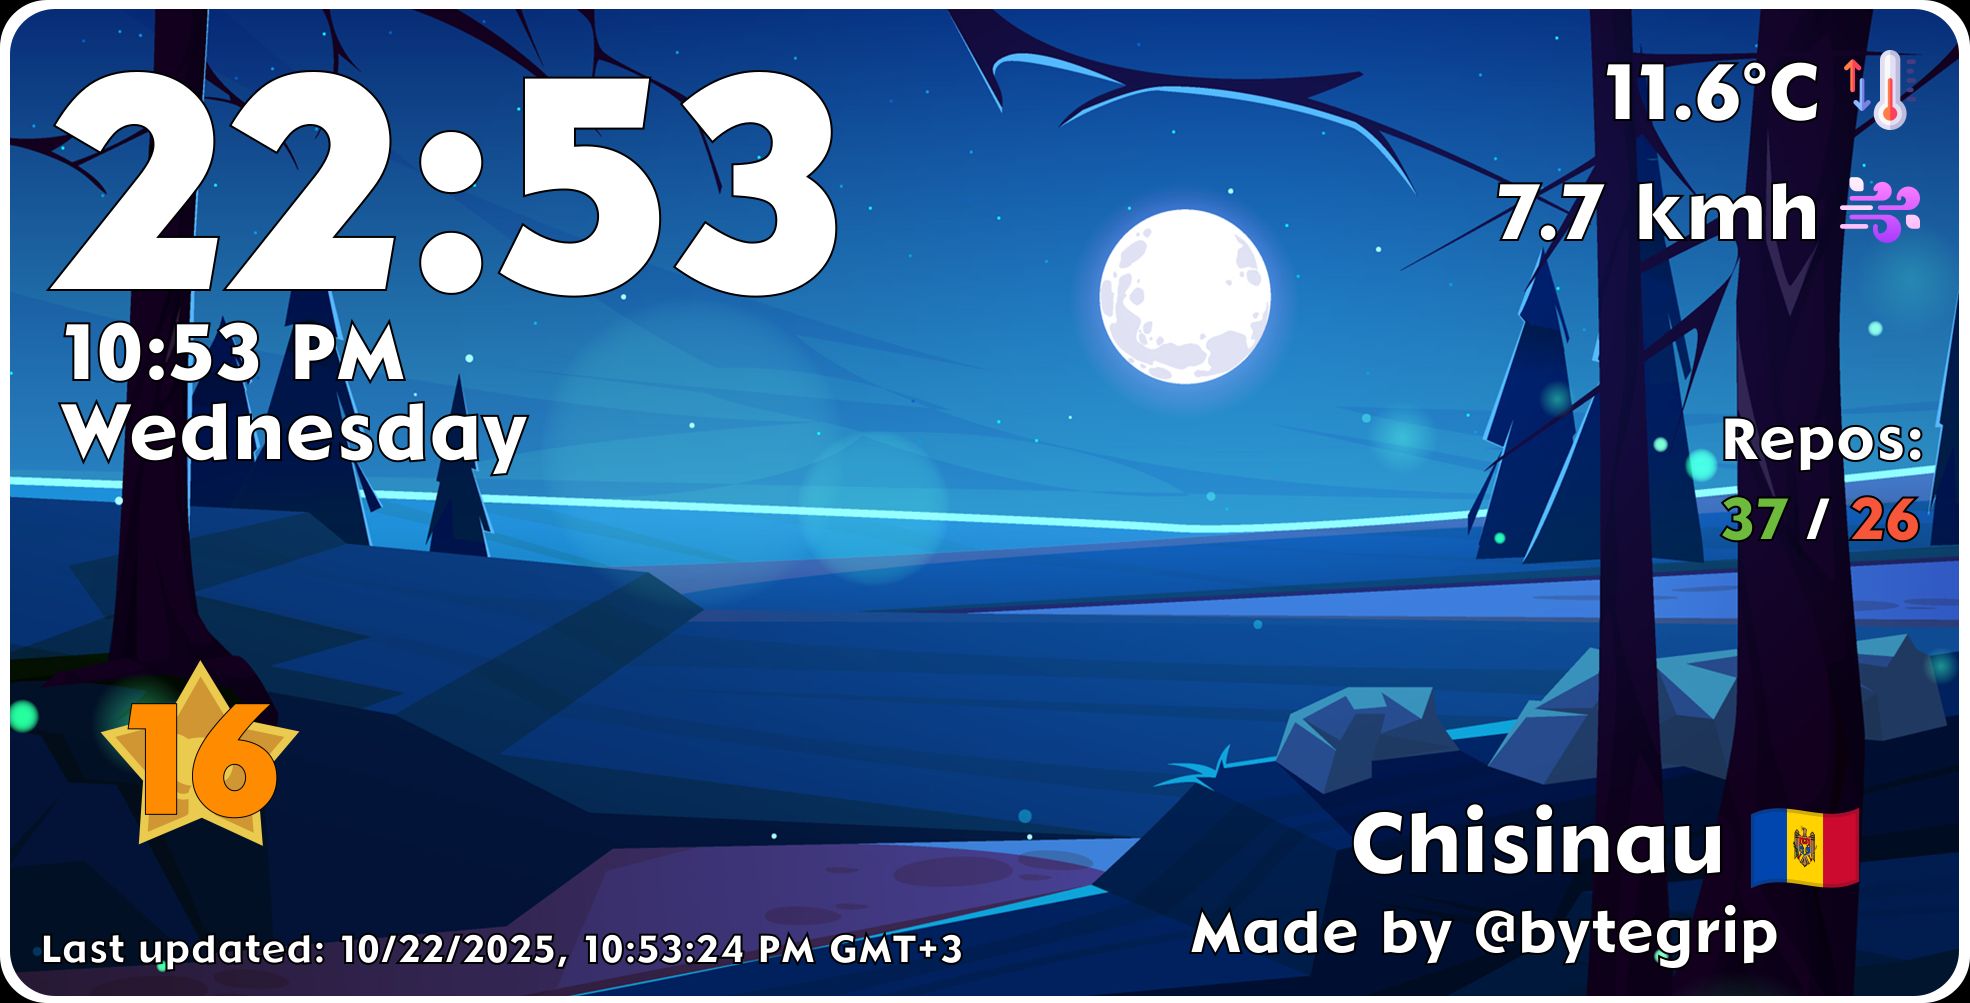 22:53
10:53 PM
Wednesday
11.6°C
7.7 kmh
Repos:
37 / 26
16
Chisinau
Made by @bytegrip
Last updated: 10/22/2025, 10:53:24 PM GMT+3